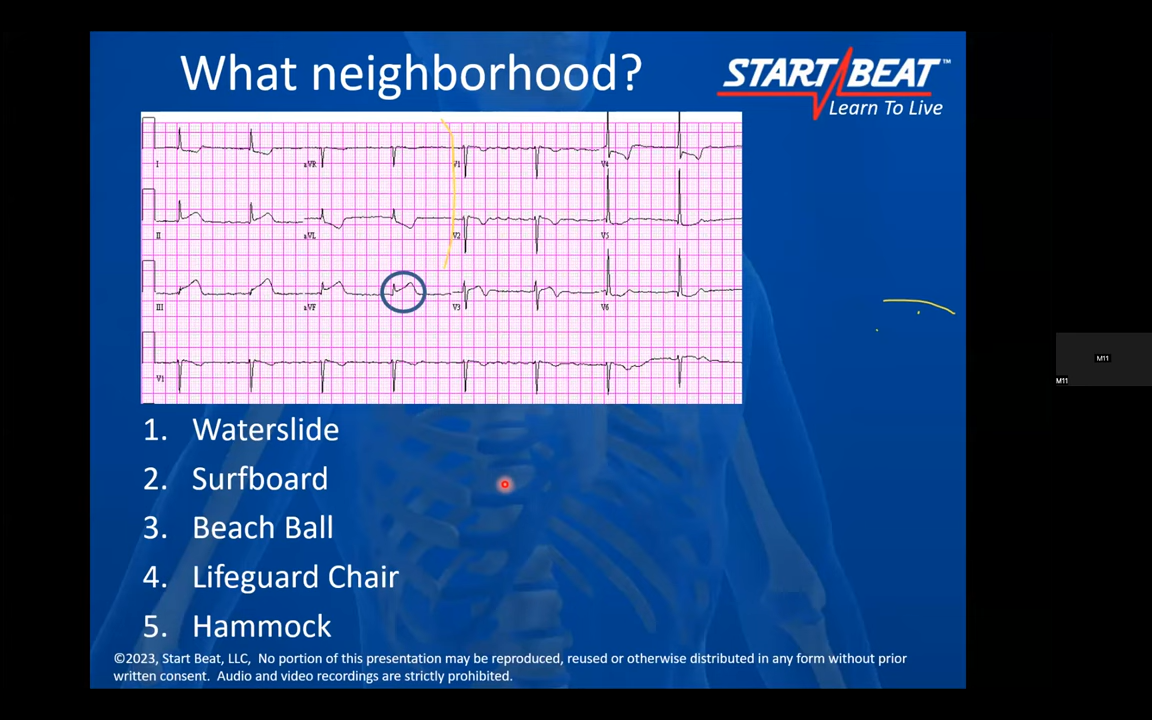 What neighborhood?
START BEAT™
Learn To Live
I
aVR
V1
V4
II
aVL
V2
V5
III
aVF
V3
V6
V1
1. Waterslide
2. Surfboard
3. Beach Ball
4. Lifeguard Chair
5. Hammock
©2023, Start Beat, LLC, No portion of this presentation may be reproduced, reused or otherwise distributed in any form without prior
written consent. Audio and video recordings are strictly prohibited.
M11
M11